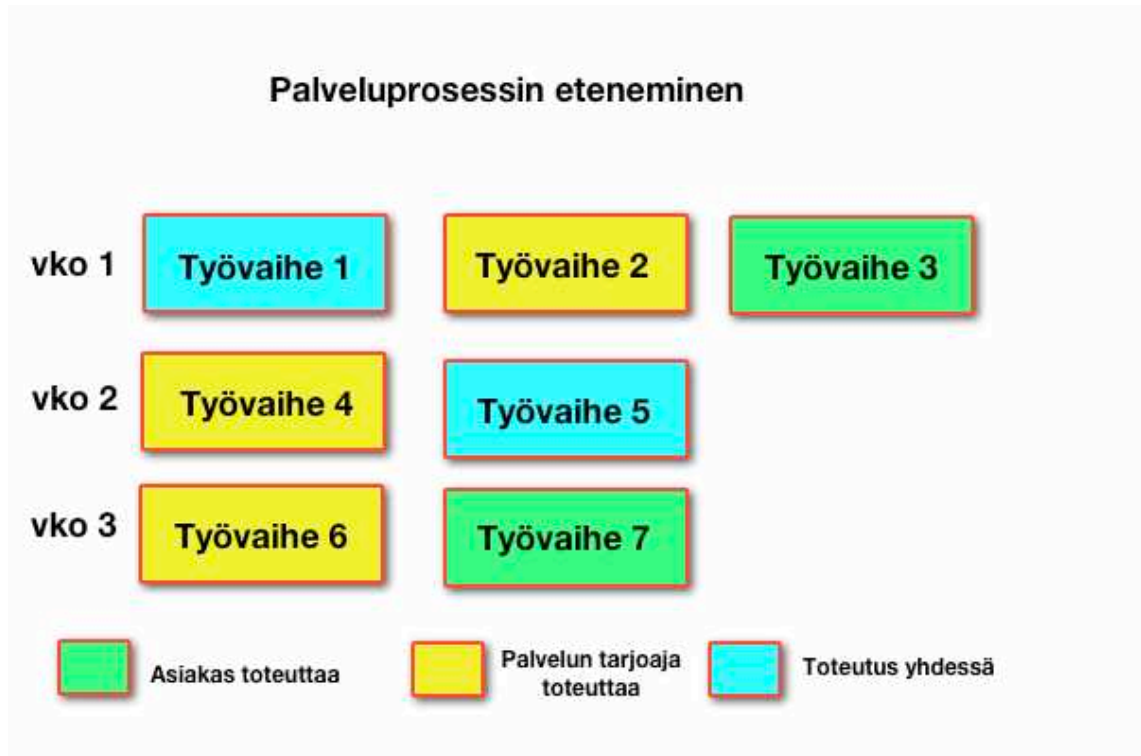 Palveluprosessin eteneminen
vko 1 Työvaihe 1 Työvaihe 2 Työvaihe 3
vko 2 Työvaihe 4 Työvaihe 5
vko 3 Työvaihe 6 Työvaihe 7
Asiakas toteuttaa
Palvelun tarjoaja
toteuttaa
Toteutus yhdessä